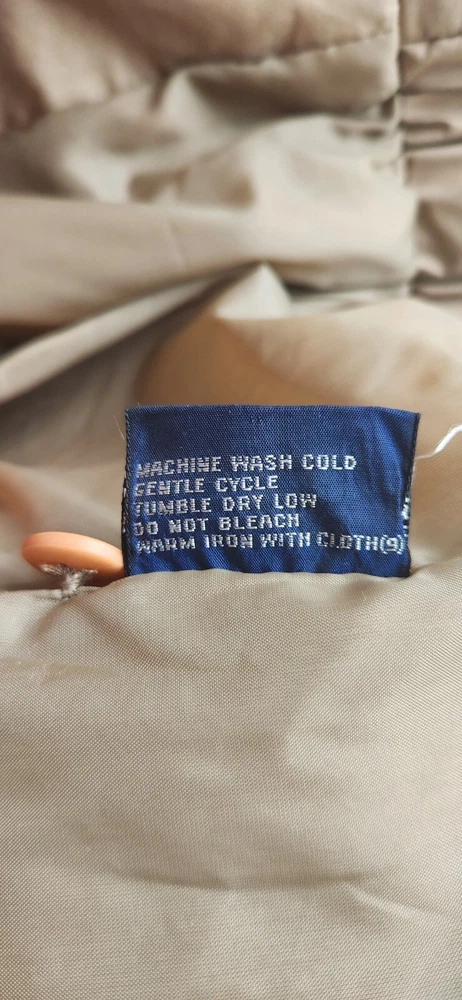 MACHINE WASH COLD
GENTLE CYCLE
TUMBLE DRY LOW
DO NOT BLEACH
WARM IRON WITH CLOTH(9)